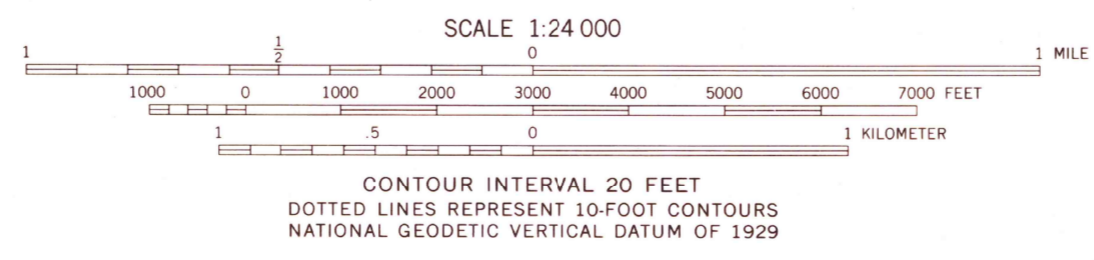 SCALE 1:24 000
1 1/2 0 1 MILE
1000 0 1000 2000 3000 4000 5000 6000 7000 FEET
1 .5 0 1 KILOMETER
CONTOUR INTERVAL 20 FEET
DOTTED LINES REPRESENT 10-FOOT CONTOURS
NATIONAL GEODETIC VERTICAL DATUM OF 1929